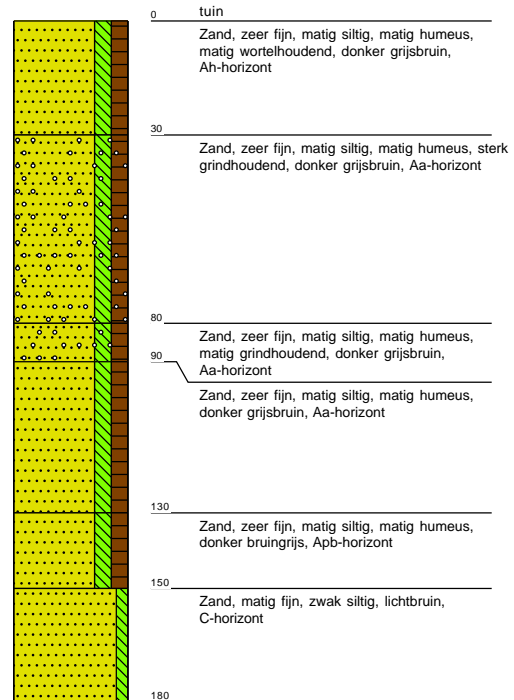 0
tuin
Zand, zeer fijn, matig siltig, matig humeus,
matig wortelhoudend, donker grijsbruin,
Ah-horizont
30
Zand, zeer fijn, matig siltig, matig humeus, sterk
grindhoudend, donker grijsbruin, Aa-horizont
80
Zand, zeer fijn, matig siltig, matig humeus,
matig grindhoudend, donker grijsbruin,
Aa-horizont
90
Zand, zeer fijn, matig siltig, matig humeus,
donker grijsbruin, Aa-horizont
130
Zand, zeer fijn, matig siltig, matig humeus,
donker bruingrijs, Apb-horizont
150
Zand, matig fijn, zwak siltig, lichtbruin,
C-horizont
180